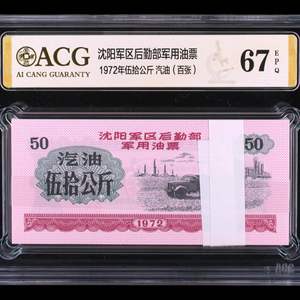 ACG
AI CANG GUARANTY
沈阳军区后勤部军用油票
1972年伍拾公斤 汽油（百张）
67
EPQ
沈阳军区后勤部
军用油票
50
50
汽油
伍拾公斤
1972
ACG